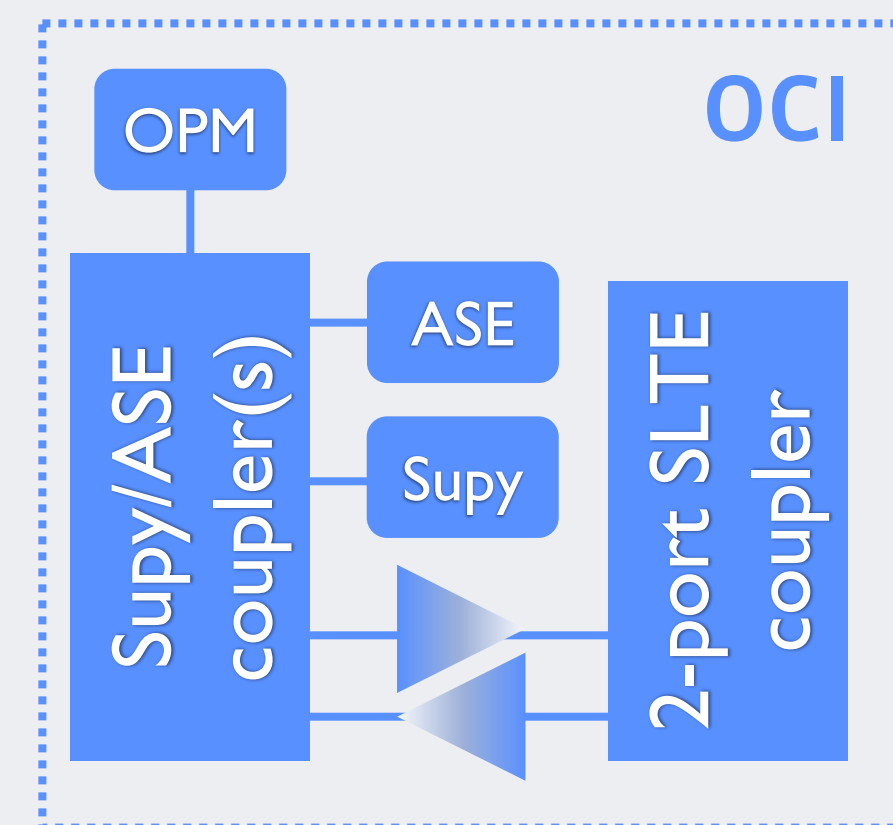 OCI
OPM
Supy/ASE
coupler(s)
ASE
Supy
2-port SLTE
coupler